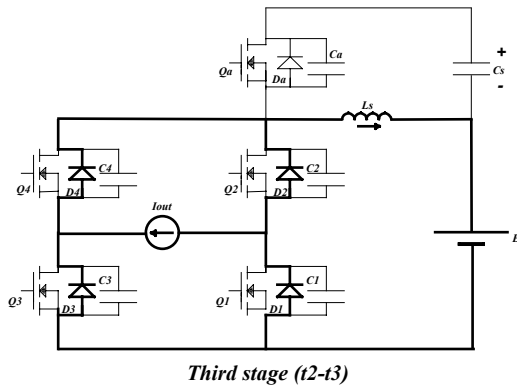 Qa
Da
Ca
+
Cs
-
Ls
Q4
D4
C4
Q2
D2
C2
Iout
E
Q3
D3
C3
Q1
D1
C1
Third stage (t2-t3)